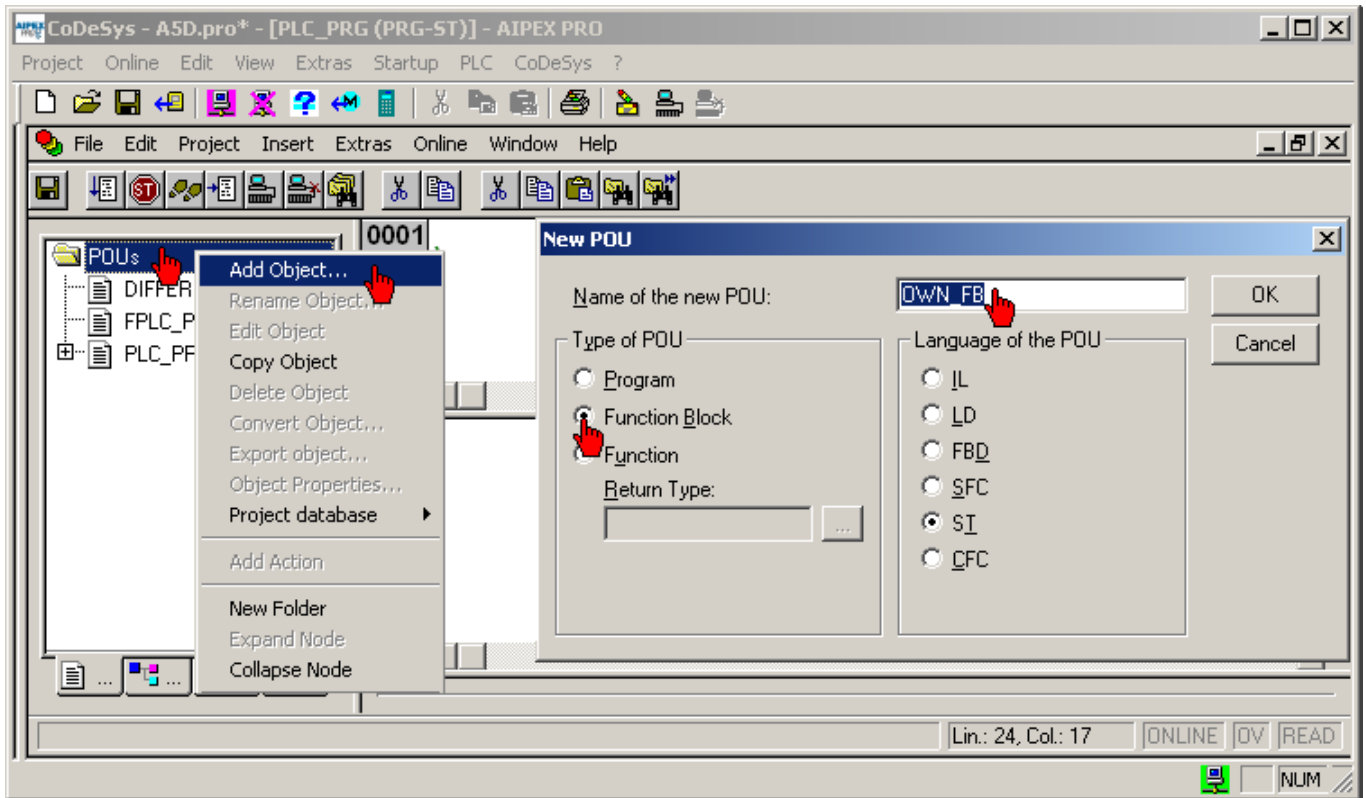 CoDeSys - A5D.pro* - [PLC_PRG (PRG-ST)] - AIPEX PRO
Project Online Edit View Extras Startup PLC CoDeSys ?
File Edit Project Insert Extras Online Window Help
POUs
DIFFER
FPLC_P
PLC_PF
0001
Add Object...
Rename Object...
Edit Object
Copy Object
Delete Object
Convert Object...
Export object...
Object Properties...
Project database
Add Action
New Folder
Expand Node
Collapse Node
New POU
Name of the new POU:
OWN_FB
OK
Cancel
Type of POU
Program
Function Block
Function
Return Type:
...
Language of the POU
IL
LD
FBD
SFC
ST
CFC
... ...
Lin.: 24, Col.: 17 ONLINE OV READ
NUM